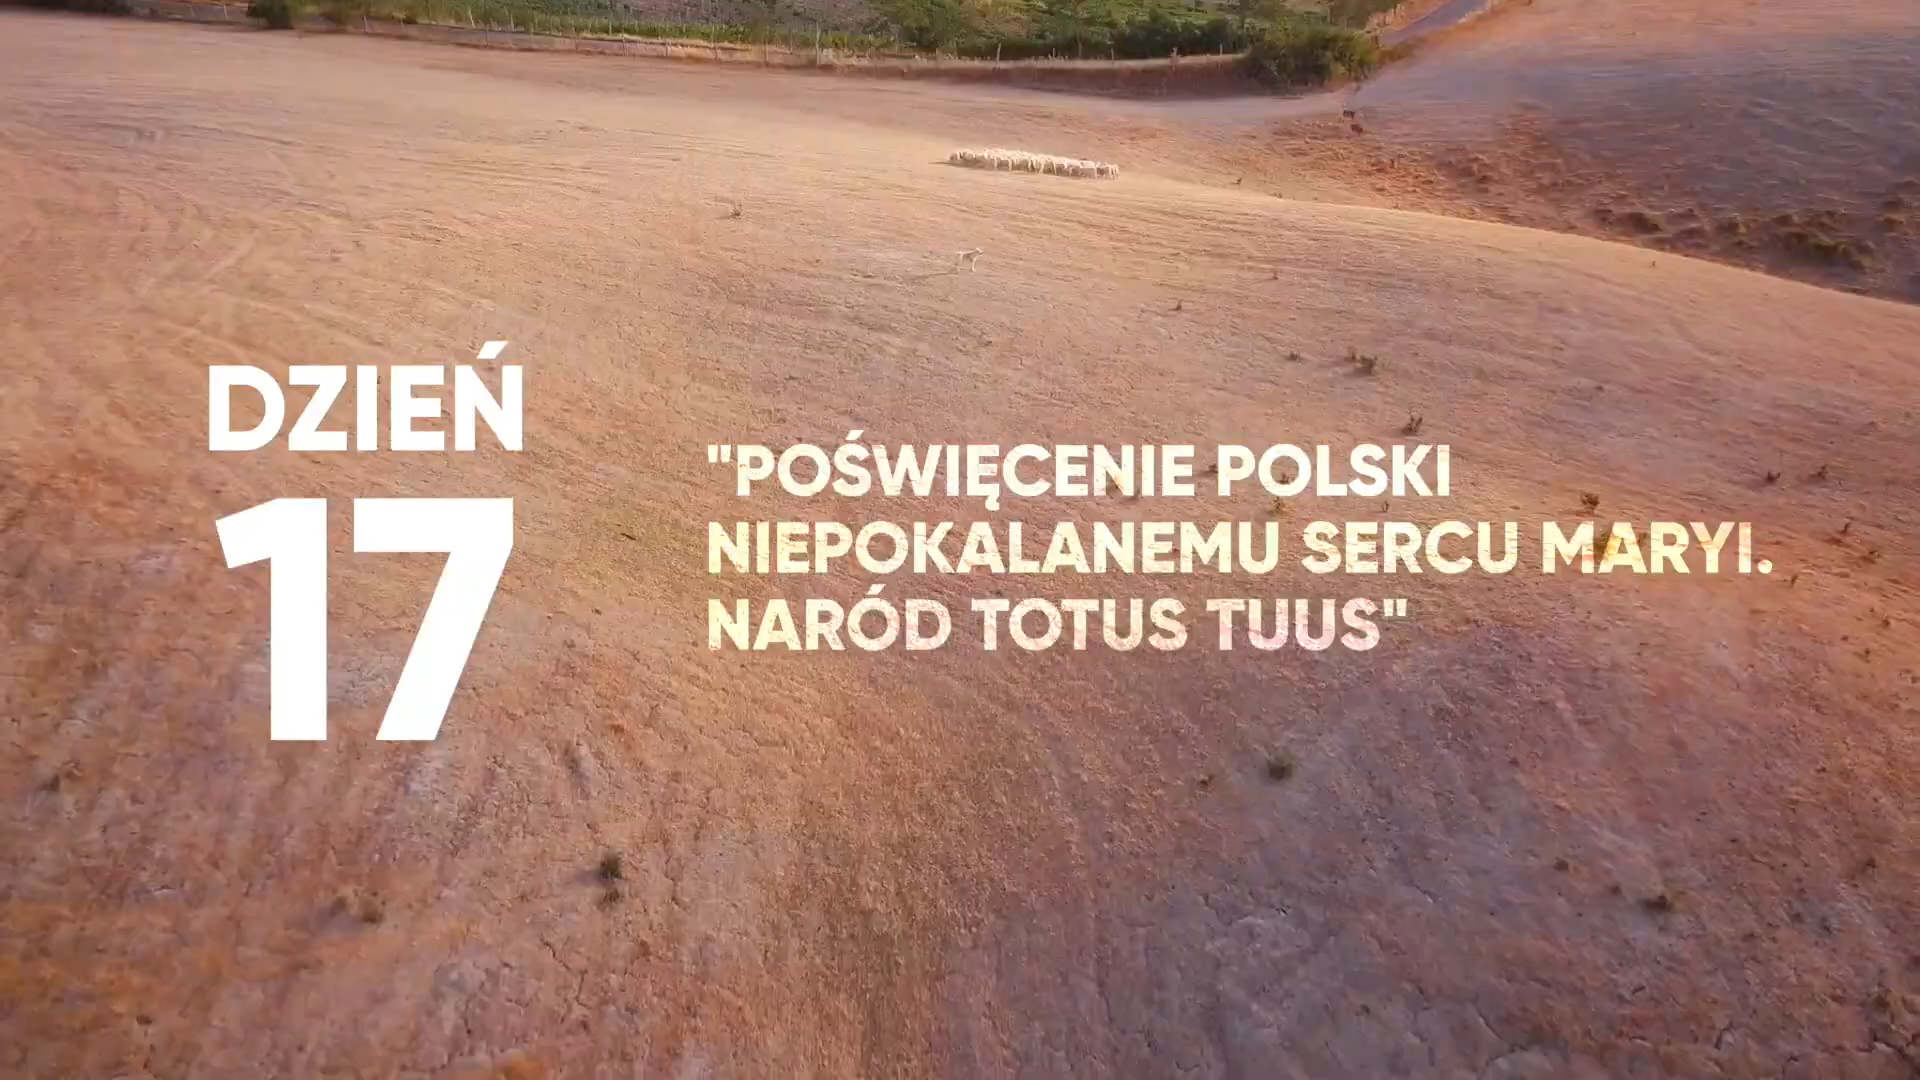 DZIEŃ
17
"POŚWIĘCENIE POLSKI
NIEPOKALANEMU SERCU MARYI.
NARÓD TOTUS TUUS"